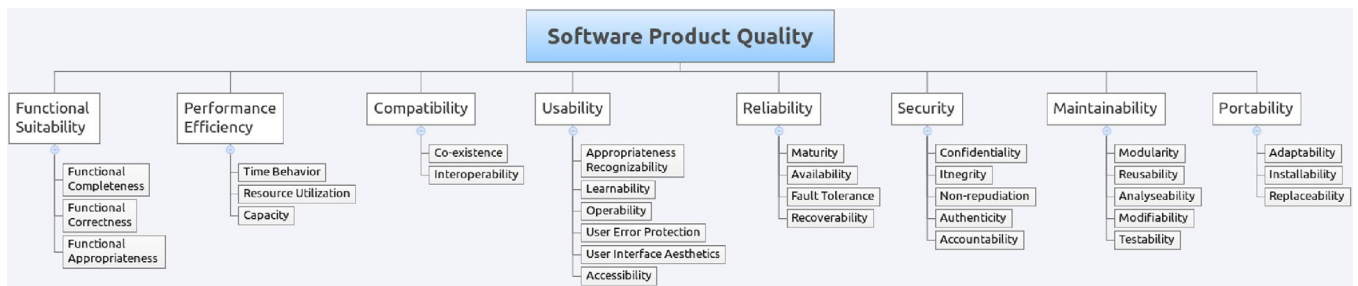 Software Product Quality
Functional
Suitability
Functional
Completeness
Functional
Correctness
Functional
Appropriateness
Performance
Efficiency
Time Behavior
Resource Utilization
Capacity
Compatibility
Co-existence
Interoperability
Usability
Appropriateness
Recognizability
Learnability
Operability
User Error Protection
User Interface Aesthetics
Accessibility
Reliability
Maturity
Availability
Fault Tolerance
Recoverability
Security
Confidentiality
Itnegrity
Non-repudiation
Authenticity
Accountability
Maintainability
Modularity
Reusability
Analyseability
Modifiability
Testability
Portability
Adaptability
Installability
Replaceability